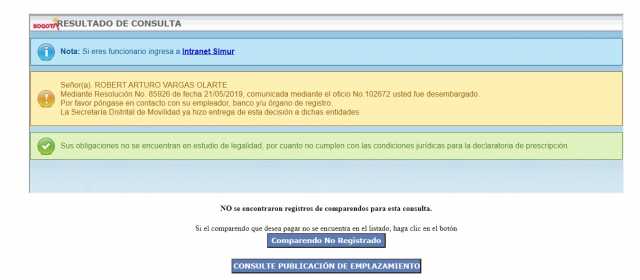 BOGOTÁ RESULTADO DE CONSULTA
Nota: Si eres funcionario ingresa a Intranet Simur
Señor(a). ROBERT ARTURO VARGAS OLARTE
Mediante Resolución No. 85926 de fecha 21/05/2019, comunicada mediante el oficio No.102672 usted fue desembargado.
Por favor póngase en contacto con su empleador, banco y/u órgano de registro.
La Secretaría Distrital de Movilidad ya hizo entrega de esta decisión a dichas entidades.
Sus obligaciones no se encuentran en estudio de legalidad, por cuanto no cumplen con las condiciones jurídicas para la declaratoria de prescripción.
NO se encontraron registros de comparendos para esta consulta.
Si el comparendo que desea pagar no se encuentra en el listado, haga clic en el botón
Comparendo No Registrado
CONSULTE PUBLICACIÓN DE EMPLAZAMIENTO